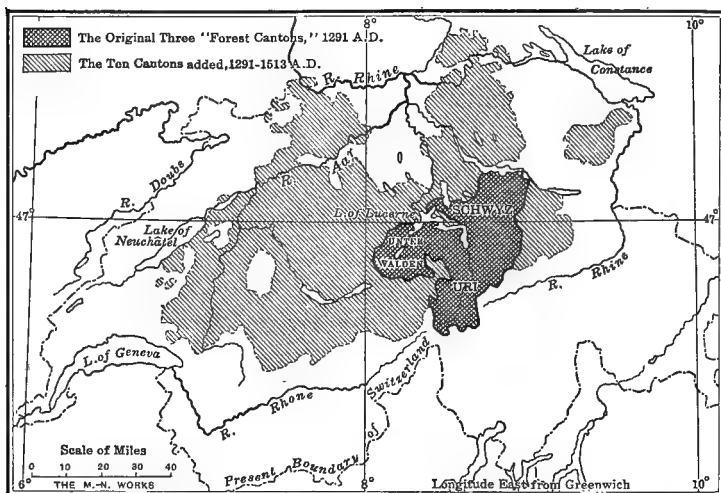 8°
10°
The Original Three "Forest Cantons," 1291 A.D.
The Ten Cantons added, 1291-1513 A.D.
Lake of
Constance
R. Rhine
R. Aar
R. Doubs
47°
47°
L. of Lucerne
SCHWYZ
Lake of
Neuchâtel
UNTER
WALDEN
URI
R. Rhine
L. of Geneva
R. Rhone
Present Boundary of Switzerland
Scale of Miles
0 10 20 30 40
6°
8°
10°
THE M.-N. WORKS
Longitude East from Greenwich